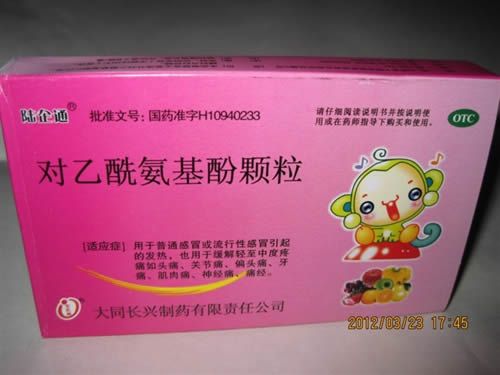 陆企通®
批准文号：国药准字H10940233
请仔细阅读说明书并按说明使
用或在药师指导下购买和使用。
OTC
对乙酰氨基酚颗粒
[适应症] 用于普通感冒或流行性感冒引起
的发热，也用于缓解轻至中度疼
痛如头痛、关节痛、偏头痛、牙
痛、肌肉痛、神经痛、痛经。
大同长兴制药有限责任公司
2012/03/23 17:45